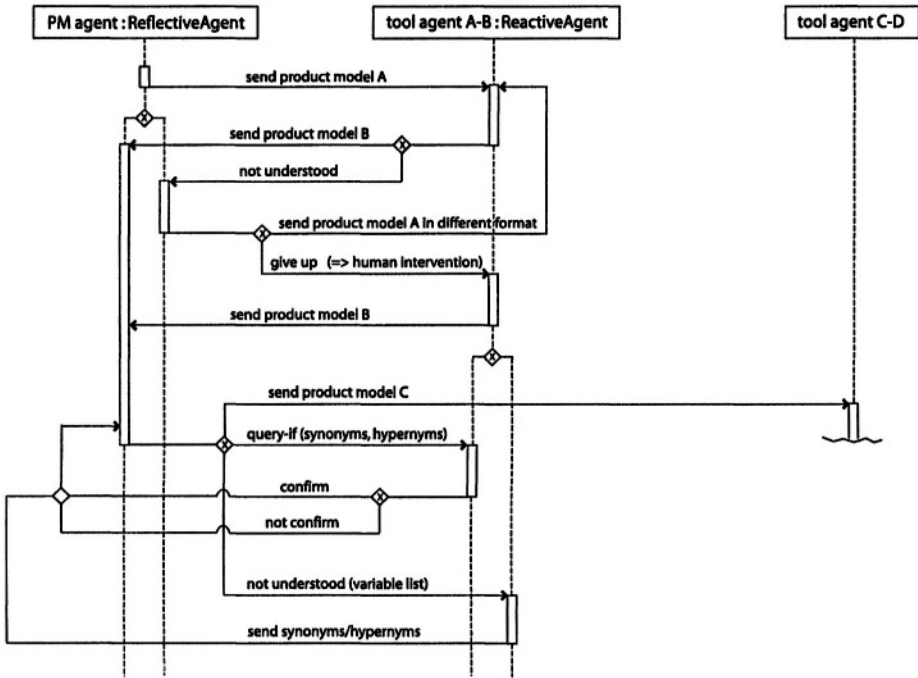 PM agent : ReflectiveAgent
tool agent A-B : ReactiveAgent
tool agent C-D
send product model A
X
send product model B
X
not understood
send product model A in different format
X
give up (=> human intervention)
send product model B
X
send product model C
query-if (synonyms, hypernyms)
X
confirm
X
not confirm
not understood (variable list)
send synonyms/hypernyms